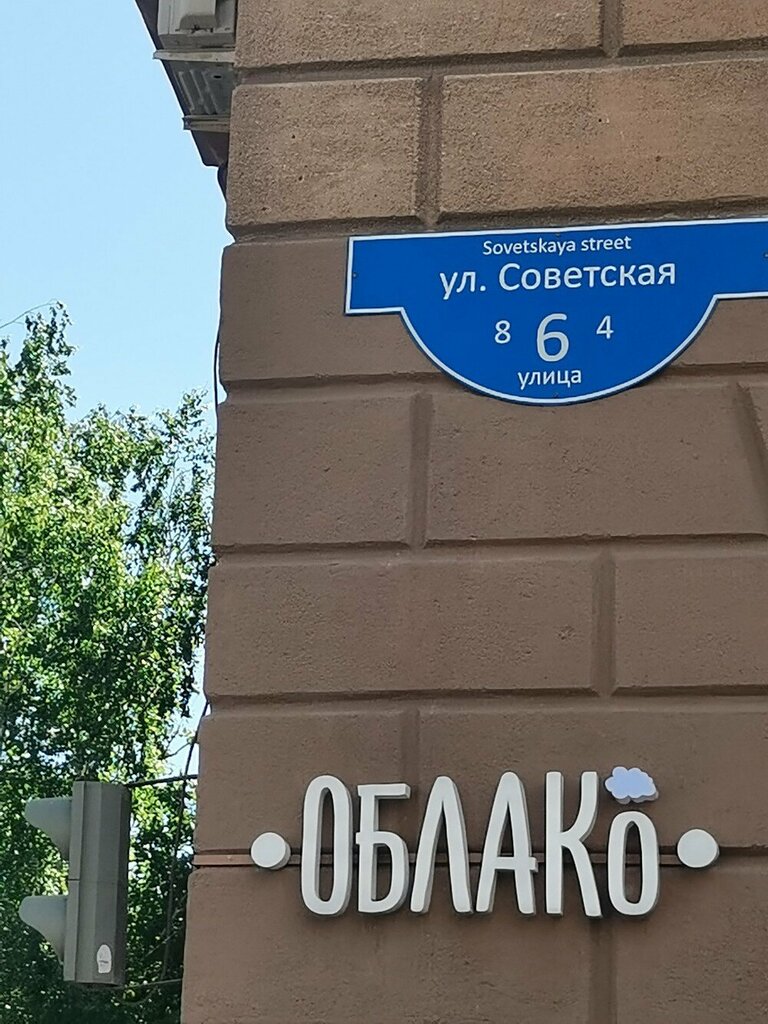 Sovetskaya street
ул. Советская
8 6 4
улица
ОБЛАКО